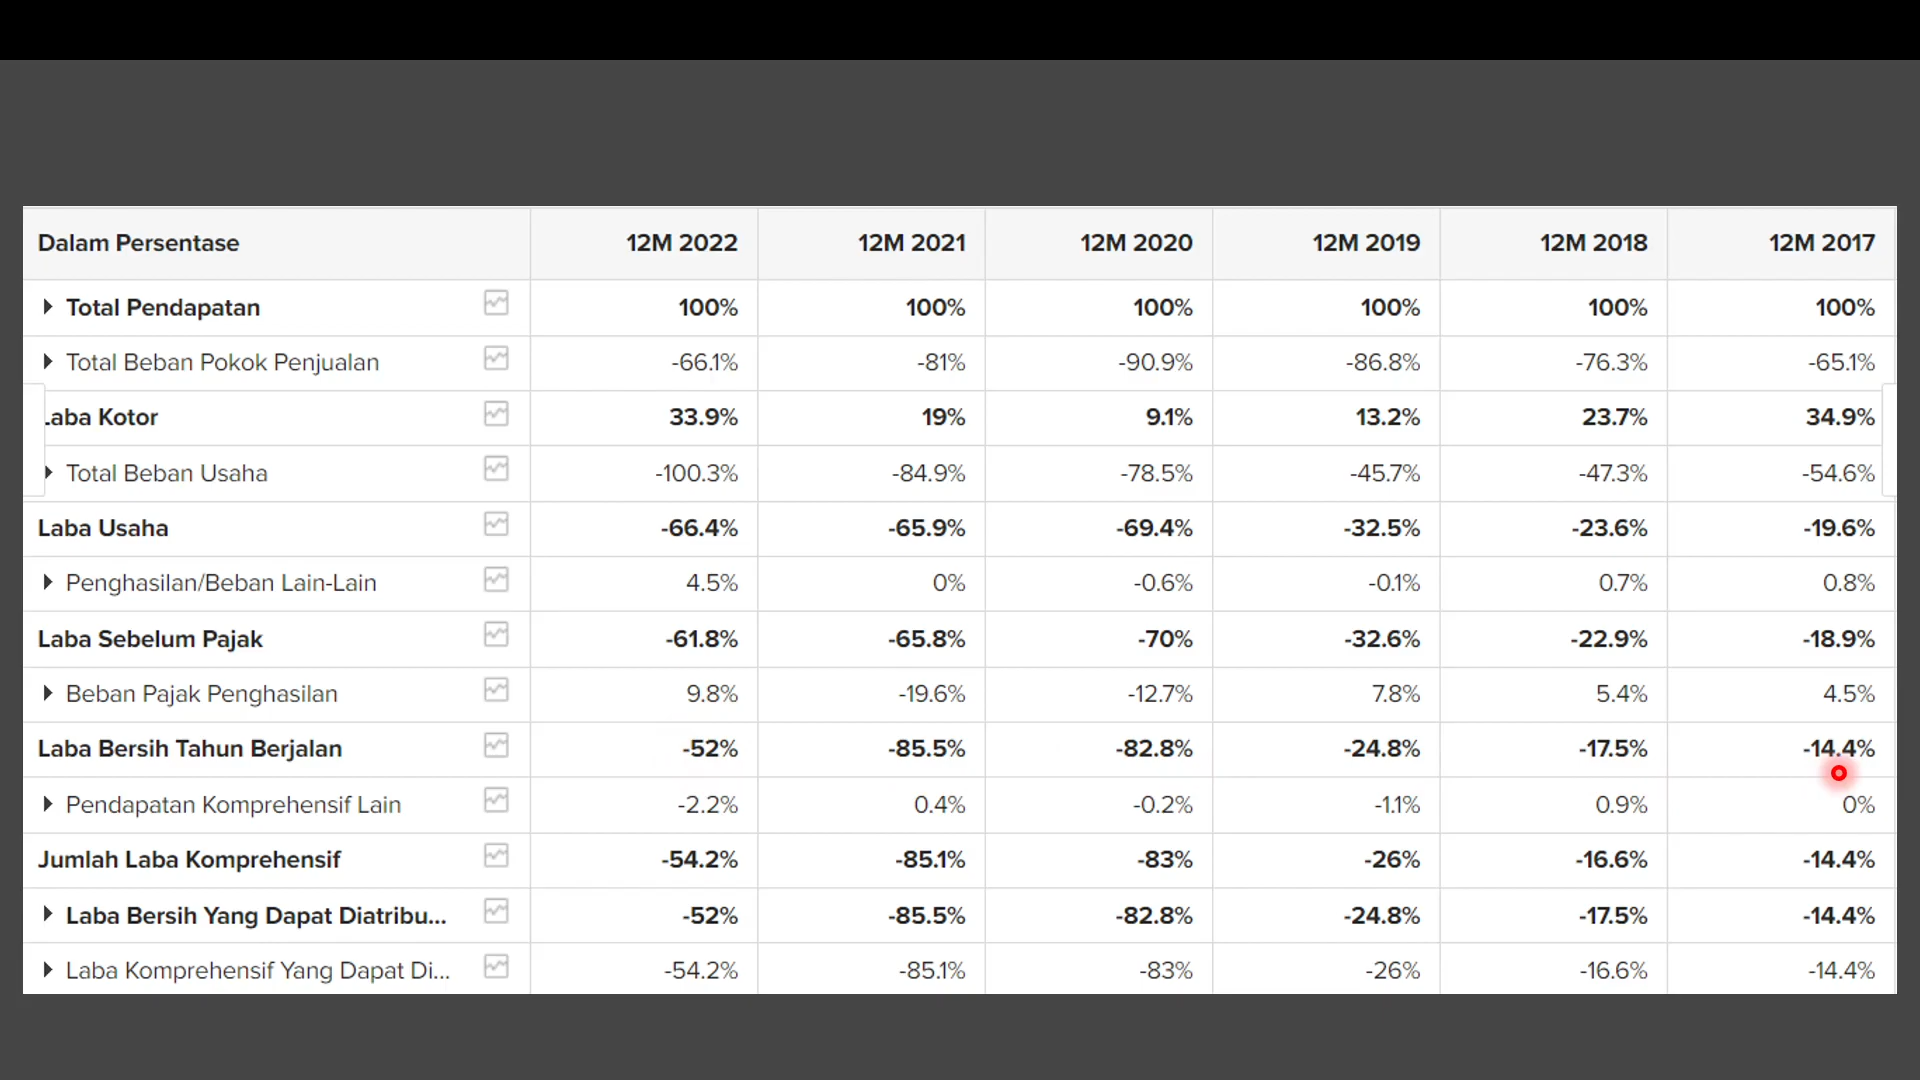 Dalam Persentase 12M 2022 12M 2021 12M 2020 12M 2019 12M 2018 12M 2017
Total Pendapatan 100% 100% 100% 100% 100% 100%
Total Beban Pokok Penjualan -66.1% -81% -90.9% -86.8% -76.3% -65.1%
Laba Kotor 33.9% 19% 9.1% 13.2% 23.7% 34.9%
Total Beban Usaha -100.3% -84.9% -78.5% -45.7% -47.3% -54.6%
Laba Usaha -66.4% -65.9% -69.4% -32.5% -23.6% -19.6%
Penghasilan/Beban Lain-Lain 4.5% 0% -0.6% -0.1% 0.7% 0.8%
Laba Sebelum Pajak -61.8% -65.8% -70% -32.6% -22.9% -18.9%
Beban Pajak Penghasilan 9.8% -19.6% -12.7% 7.8% 5.4% 4.5%
Laba Bersih Tahun Berjalan -52% -85.5% -82.8% -24.8% -17.5% -14.4%
Pendapatan Komprehensif Lain -2.2% 0.4% -0.2% -1.1% 0.9% 0%
Jumlah Laba Komprehensif -54.2% -85.1% -83% -26% -16.6% -14.4%
Laba Bersih Yang Dapat Diatribu... -52% -85.5% -82.8% -24.8% -17.5% -14.4%
Laba Komprehensif Yang Dapat Di... -54.2% -85.1% -83% -26% -16.6% -14.4%